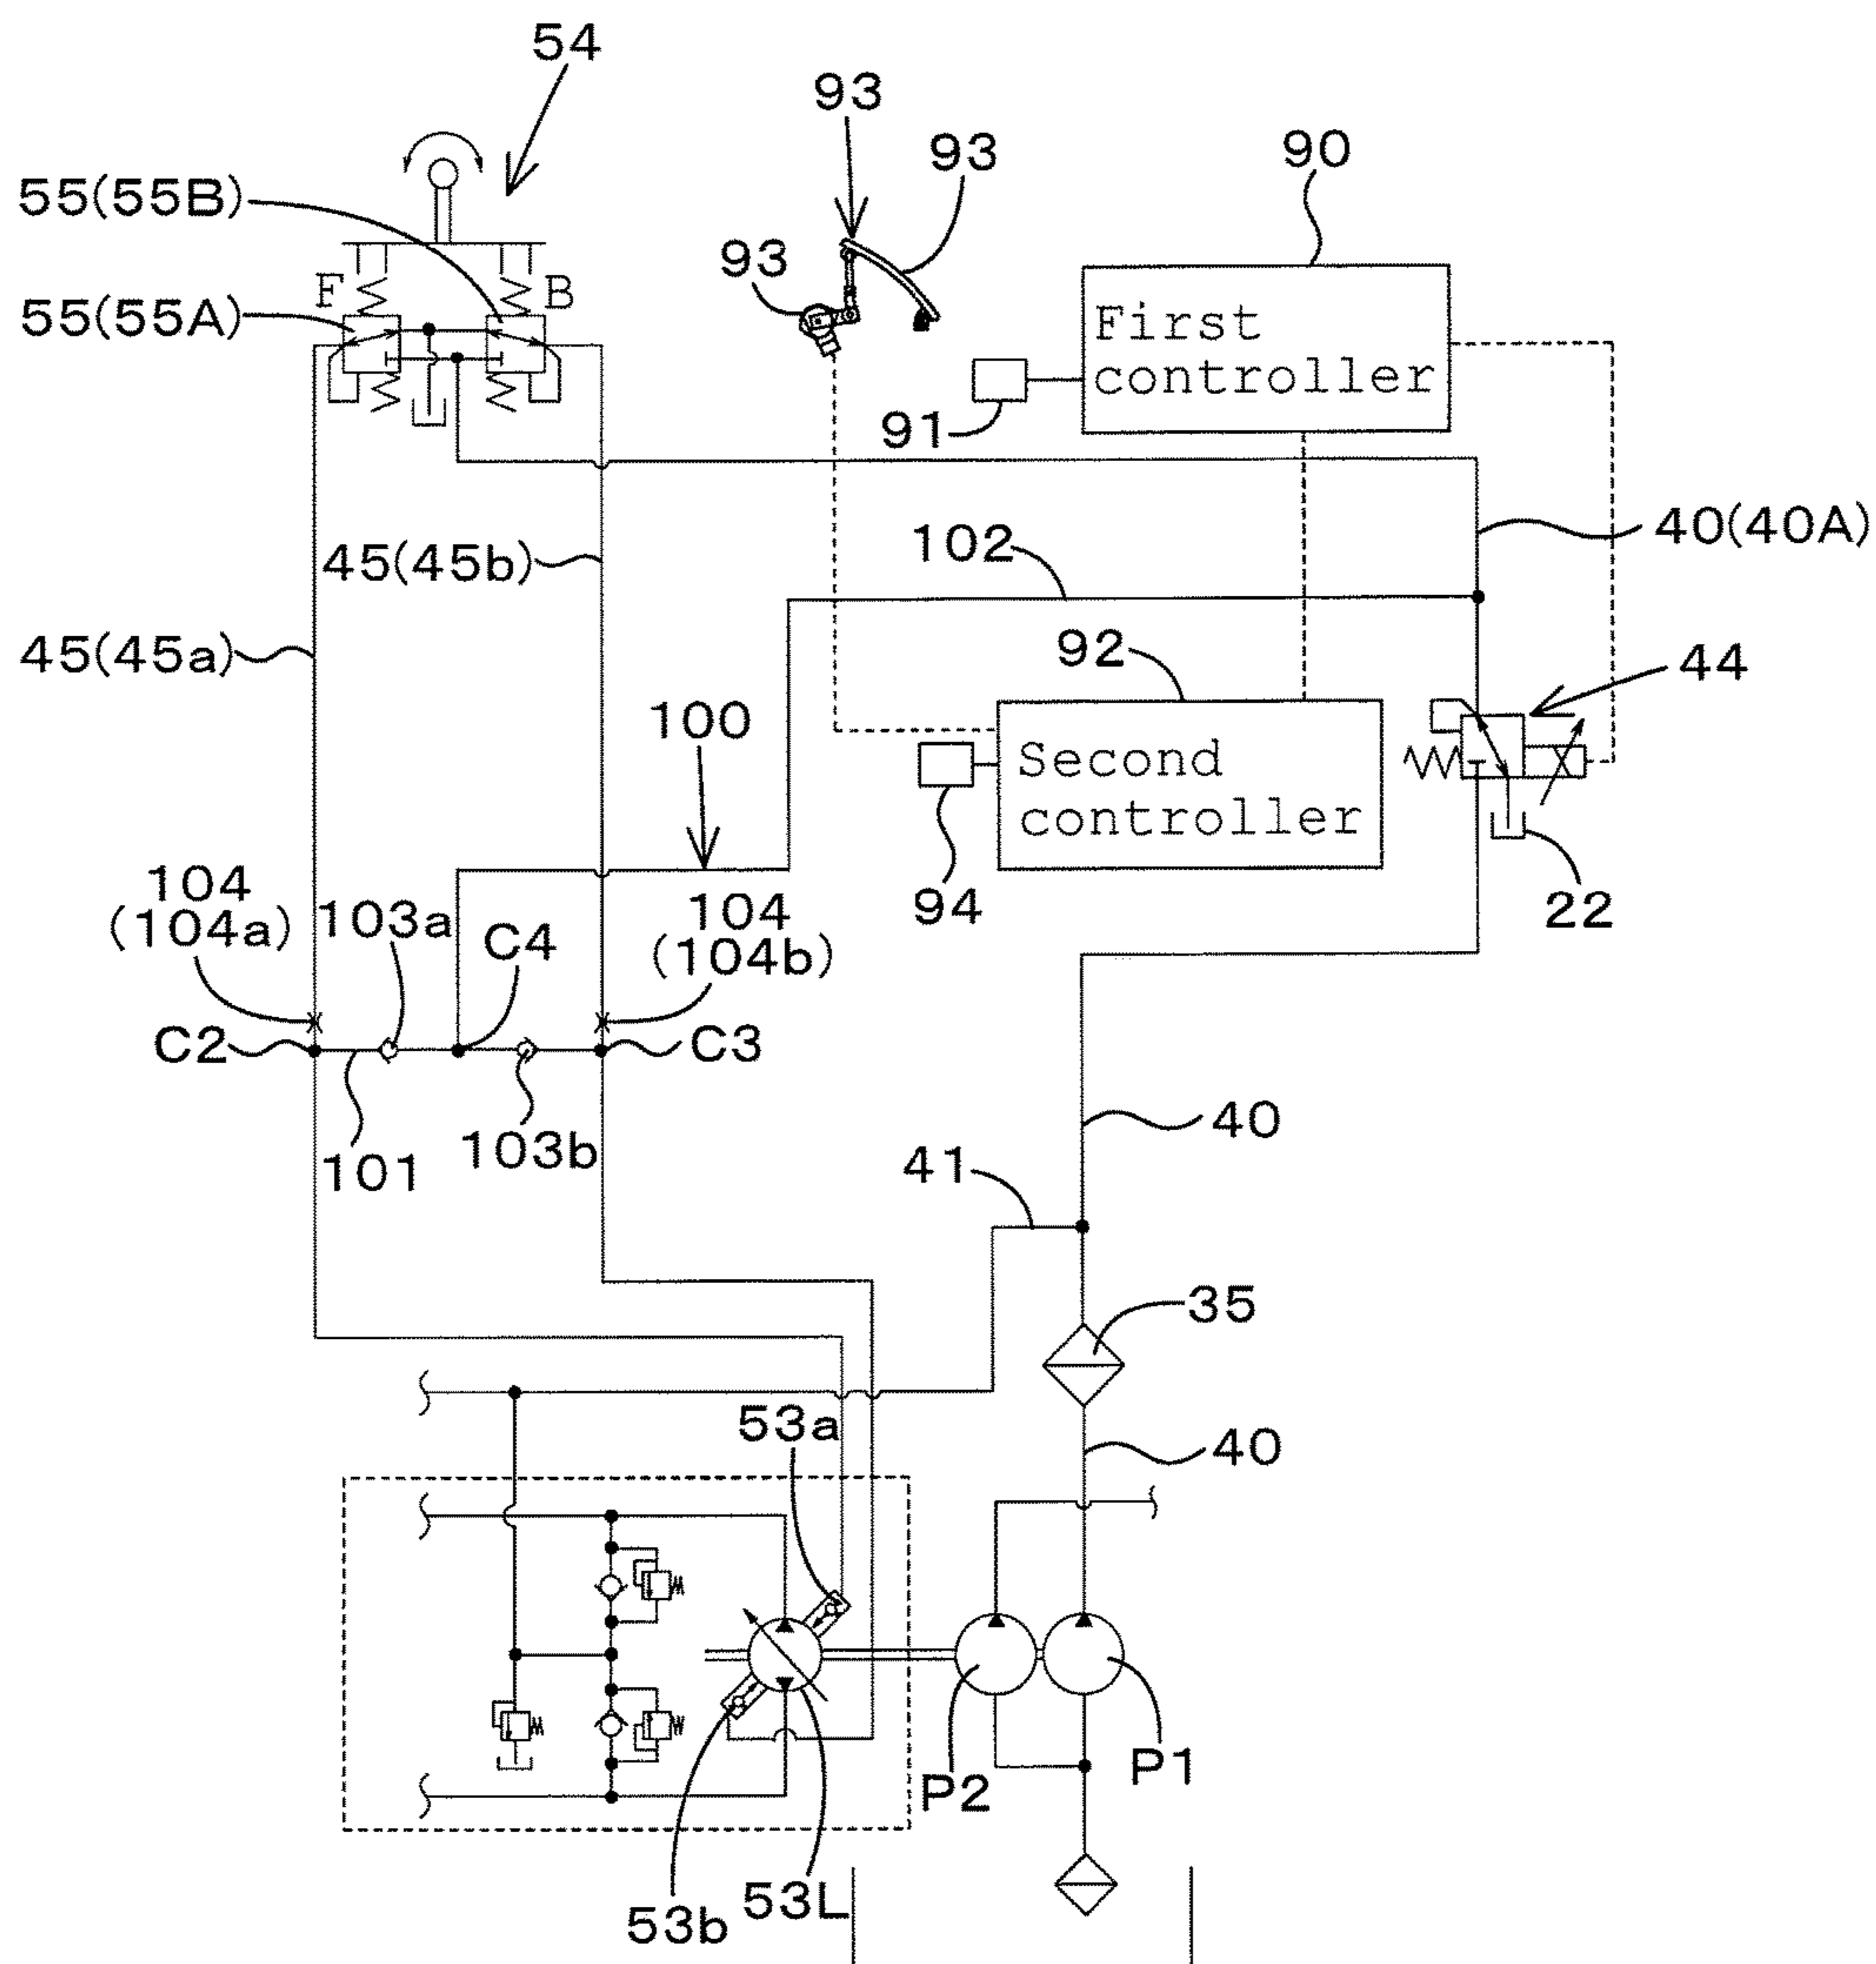 54
93
93
90
55(55B)
93
F
B
55(55A)
First
controller
91
40(40A)
102
45(45b)
45(45a)
92
44
100
Second
controller
94
22
104
(104a)
103a
C4
104
(104b)
C2
C3
101
103b
40
41
35
53a
40
P2
P1
53b
53L